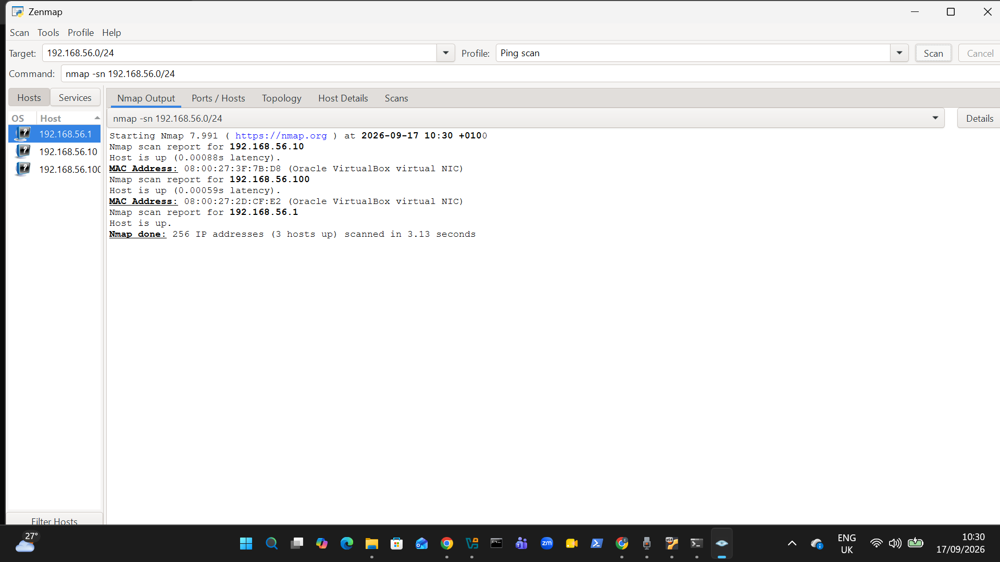 Zenmap
Scan Tools Profile Help
Target: 192.168.56.0/24 Profile: Ping scan Scan Cancel
Command: nmap -sn 192.168.56.0/24
Hosts Services Nmap Output Ports / Hosts Topology Host Details Scans
OS Host
nmap -sn 192.168.56.0/24 Details
192.168.56.1
192.168.56.10
192.168.56.100
Starting Nmap 7.991 ( https://nmap.org ) at 2026-09-17 10:30 +0100
Nmap scan report for 192.168.56.10
Host is up (0.00088s latency).
MAC Address: 08:00:27:3F:7B:D8 (Oracle VirtualBox virtual NIC)
Nmap scan report for 192.168.56.100
Host is up (0.00059s latency).
MAC Address: 08:00:27:2D:CF:E2 (Oracle VirtualBox virtual NIC)
Nmap scan report for 192.168.56.1
Host is up.
Nmap done: 256 IP addresses (3 hosts up) scanned in 3.13 seconds
Filter Hosts
27°
zm
ENG
UK
10:30
17/09/2026